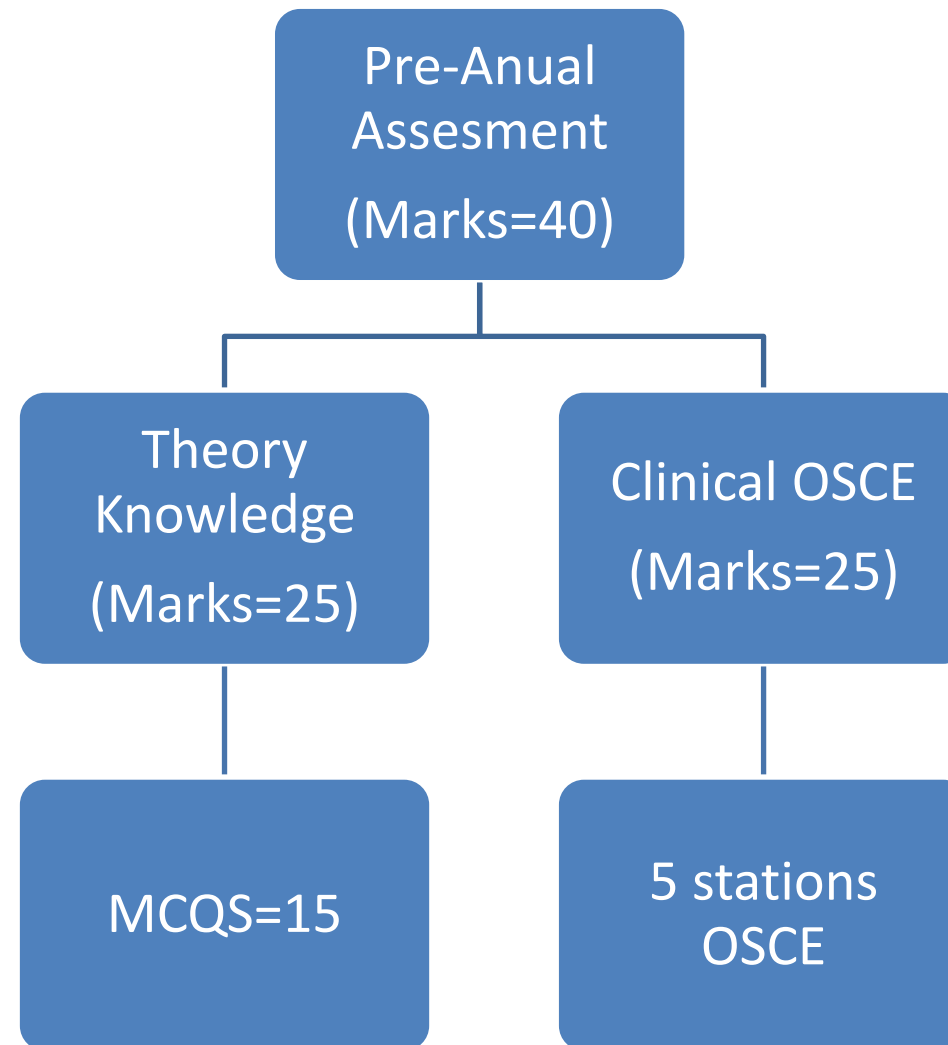 Pre-Anual
Assesment
(Marks=40)
Theory
Knowledge
(Marks=25)
Clinical OSCE
(Marks=25)
MCQS=15
5 stations
OSCE